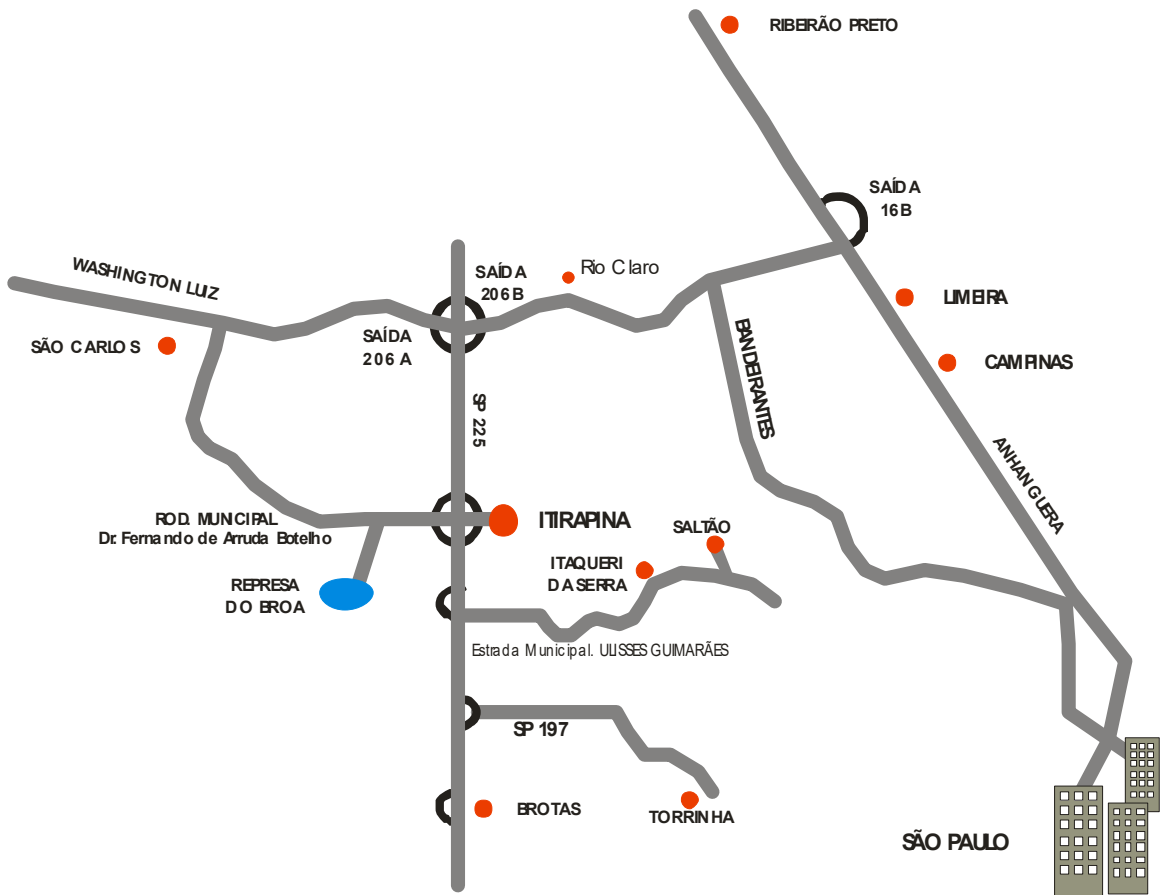 RIBEIRÃO PRETO
SAÍDA
16B
WASHINGTON LUIZ
SAÍDA
206B
Rio Claro
LIMEIRA
SÃO CARLOS
SAÍDA
206 A
BANDEIRANTES
CAMPINAS
SP 225
ANHANGUERA
ROD. MUNICIPAL
Dr. Fernando de Arruda Botelho
ITIRAPINA
SALTÃO
ITAQUERI
DA SERRA
REPRESA
DO BROA
Estrada Municipal. ULISSES GUIMARÃES
SP 197
BROTAS
TORRINHA
SÃO PAULO